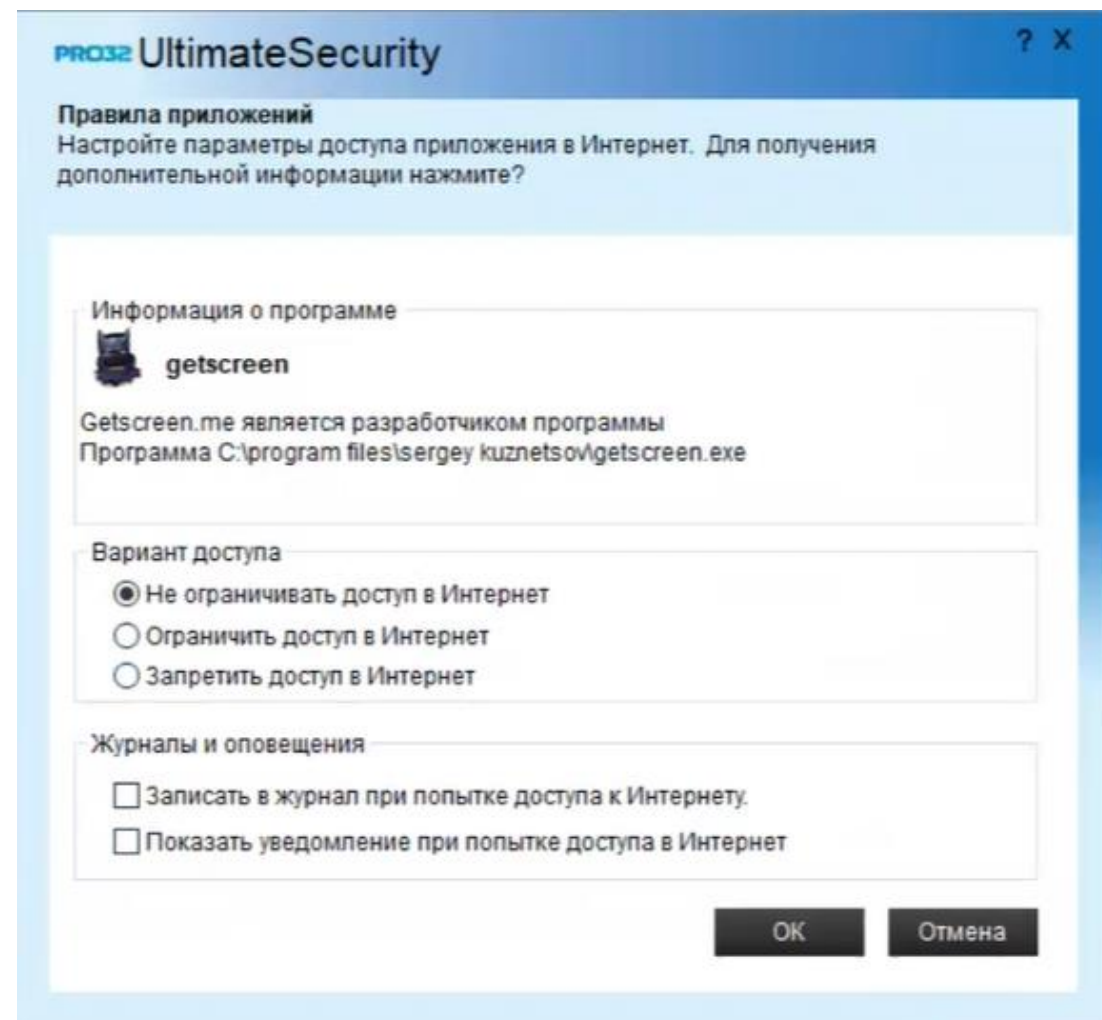 PRO32 UltimateSecurity
? X
Правила приложений
Настройте параметры доступа приложения в Интернет. Для получения
дополнительной информации нажмите?
Информация о программе
getscreen
Getscreen.me является разработчиком программы
Программа C:\program files\sergey kuznetsov\getscreen.exe
Вариант доступа
Не ограничивать доступ в Интернет
Ограничить доступ в Интернет
Запретить доступ в Интернет
Журналы и оповещения
Записать в журнал при попытке доступа к Интернету.
Показать уведомление при попытке доступа в Интернет
ОК Отмена